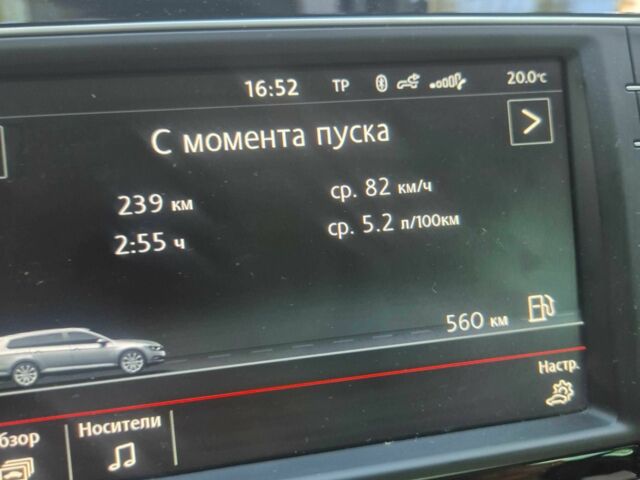 16:52 TP 20.0°C
С момента пуска
239 км
ср. 82 км/ч
2:55 ч
ср. 5.2 л/100км
560 км
Настр.
бзор
Носители